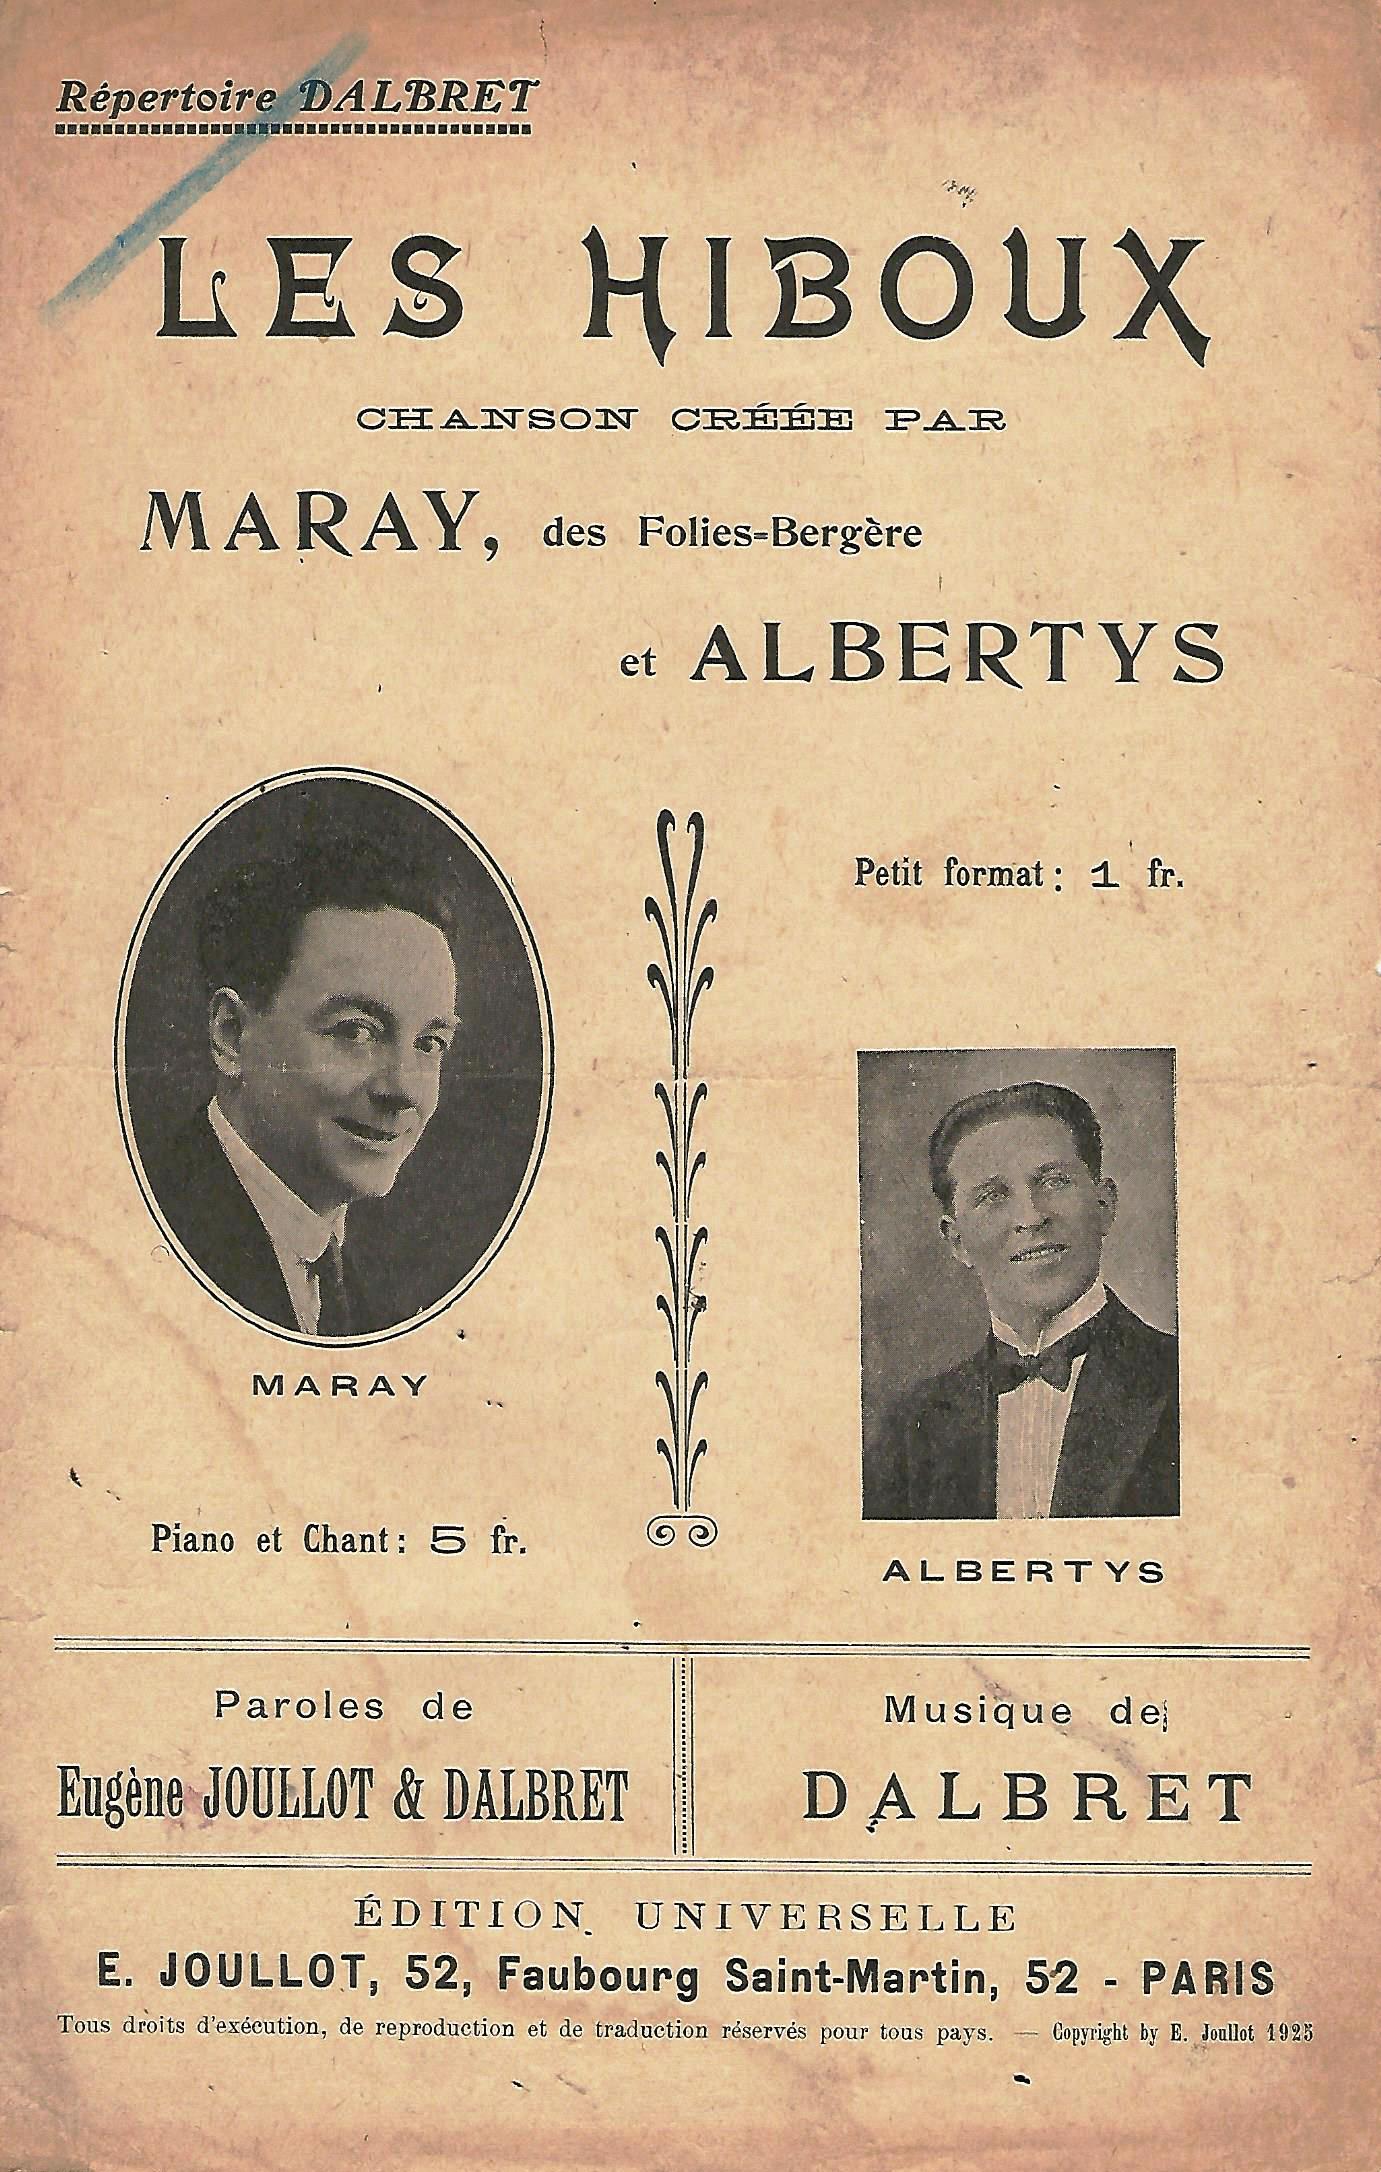 Répertoire DALBRET
LES HIBOUX
CHANSON CRÉÉE PAR
MARAY, des Folies-Bergère
et ALBERTYS
Petit format : 1 fr.
MARAY
Piano et Chant : 5 fr.
ALBERTYS
Paroles de
Eugène JOULLOT & DALBRET
Musique de
DALBRET
ÉDITION UNIVERSELLE
E. JOULLOT, 52, Faubourg Saint-Martin, 52 - PARIS
Tous droits d'exécution, de reproduction et de traduction réservés pour tous pays. — Copyright by E. Joullot 1925